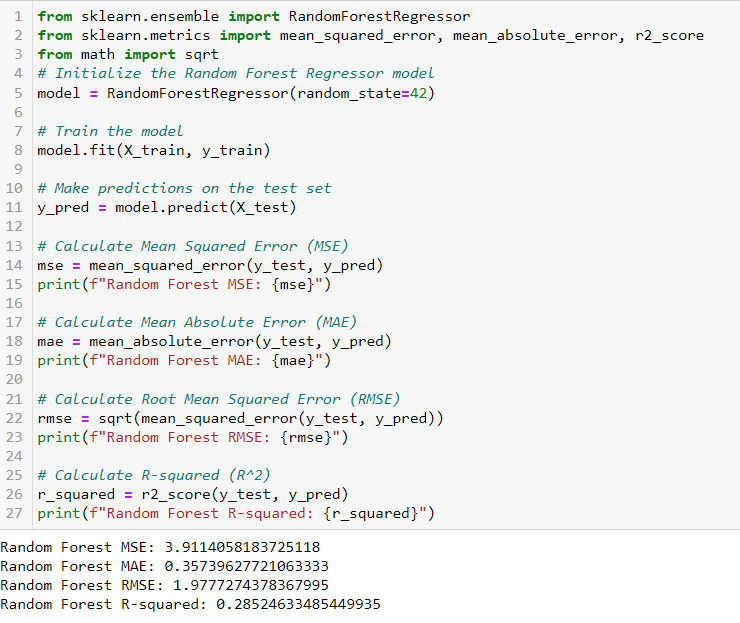 1 from sklearn.ensemble import RandomForestRegressor
2 from sklearn.metrics import mean_squared_error, mean_absolute_error, r2_score
3 from math import sqrt
4 # Initialize the Random Forest Regressor model
5 model = RandomForestRegressor(random_state=42)
6
7 # Train the model
8 model.fit(X_train, y_train)
9
10 # Make predictions on the test set
11 y_pred = model.predict(X_test)
12
13 # Calculate Mean Squared Error (MSE)
14 mse = mean_squared_error(y_test, y_pred)
15 print(f"Random Forest MSE: {mse}")
16
17 # Calculate Mean Absolute Error (MAE)
18 mae = mean_absolute_error(y_test, y_pred)
19 print(f"Random Forest MAE: {mae}")
20
21 # Calculate Root Mean Squared Error (RMSE)
22 rmse = sqrt(mean_squared_error(y_test, y_pred))
23 print(f"Random Forest RMSE: {rmse}")
24
25 # Calculate R-squared (R^2)
26 r_squared = r2_score(y_test, y_pred)
27 print(f"Random Forest R-squared: {r_squared}")
Random Forest MSE: 3.9114058183725118
Random Forest MAE: 0.35739627721063333
Random Forest RMSE: 1.9777274378367995
Random Forest R-squared: 0.28524633485449935